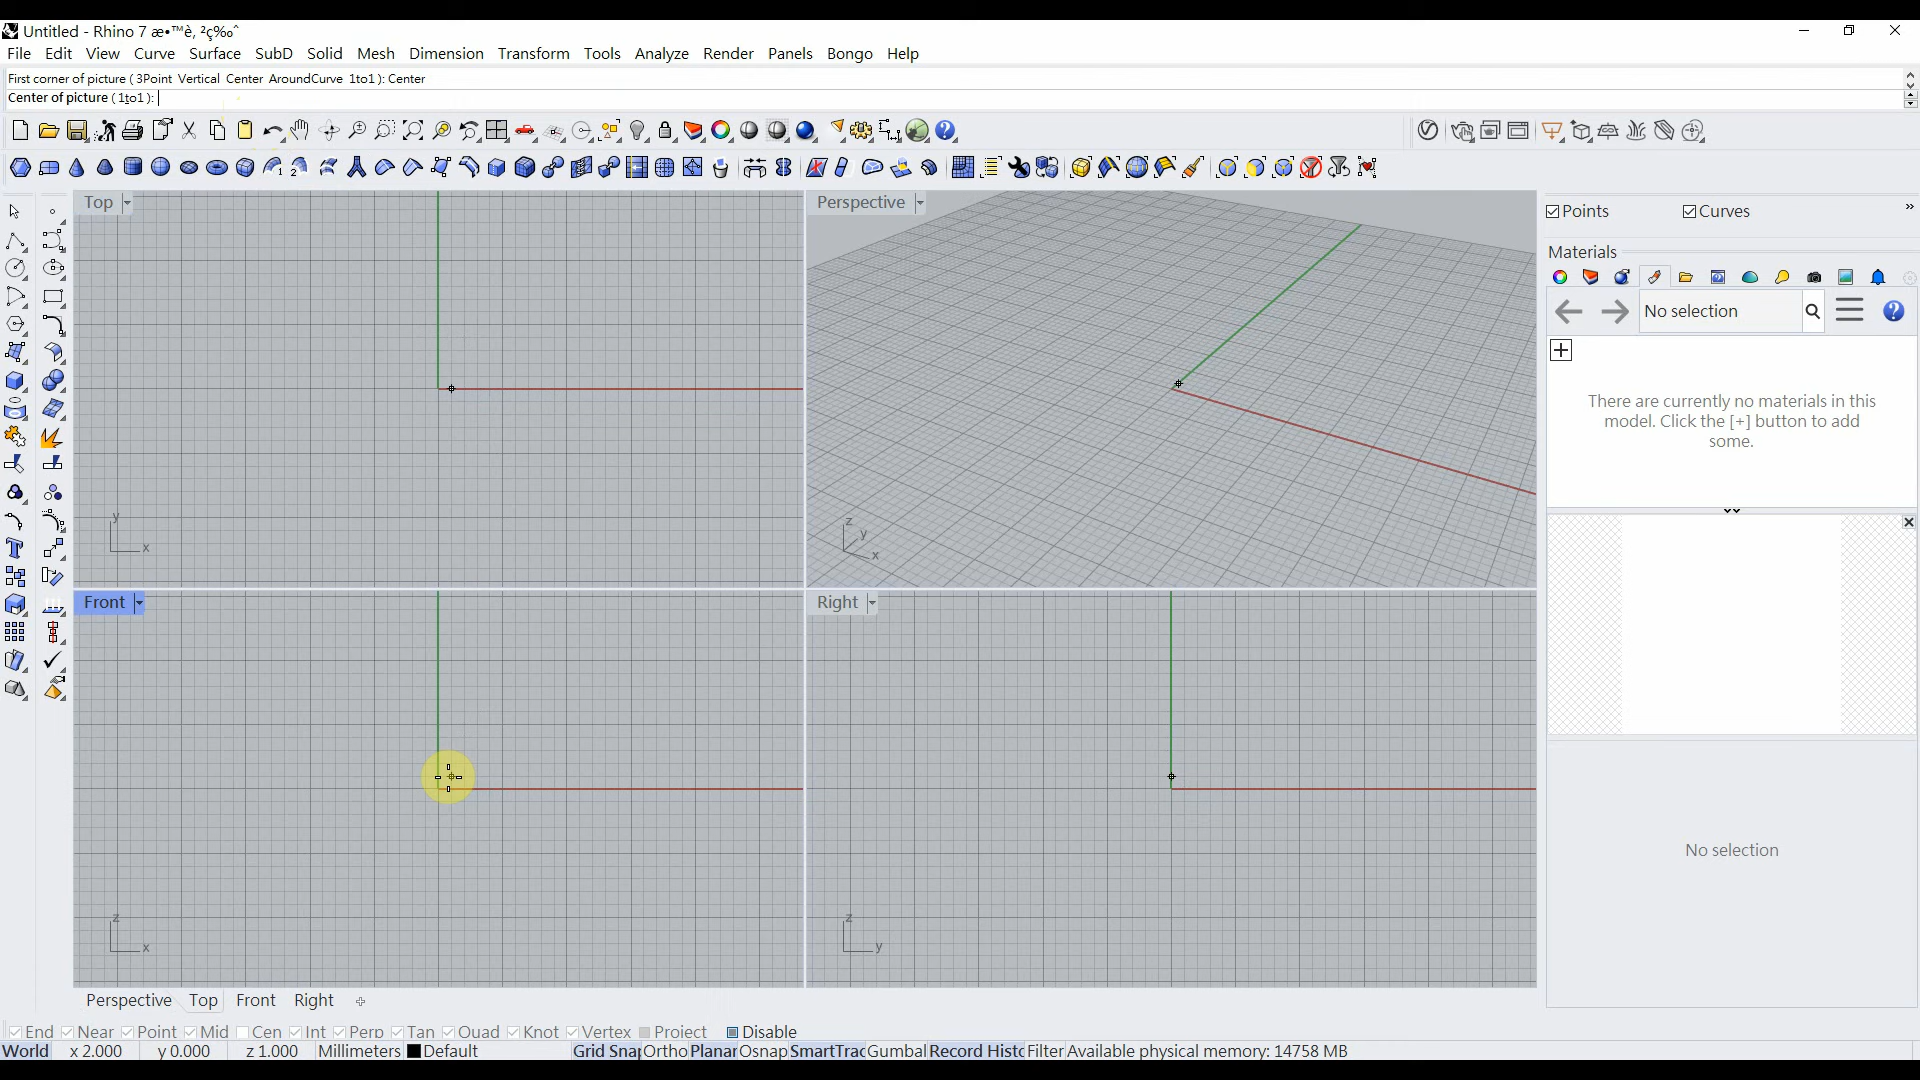 Untitled - Rhino 7 æ•™è‚²ç‰ˆ
File Edit View Curve Surface SubD Solid Mesh Dimension Transform Tools Analyze Render Panels Bongo Help
First corner of picture ( 3Point Vertical Center AroundCurve 1to1 ): Center
Center of picture ( 1to1 ):
Top
Perspective
Points
Curves
Materials
No selection
There are currently no materials in this
model. Click the [+] button to add
some.
y
x
z
y
x
Front
Right
No selection
z
x
z
y
Perspective Top Front Right
End Near Point Mid Cen Int Perp Tan Quad Knot Vertex Project Disable
World x 2.000 y 0.000 z 1.000 Millimeters Default Grid Snap Ortho Planar Osnap SmartTrac Gumbal Record Histo Filter Available physical memory: 14758 MB